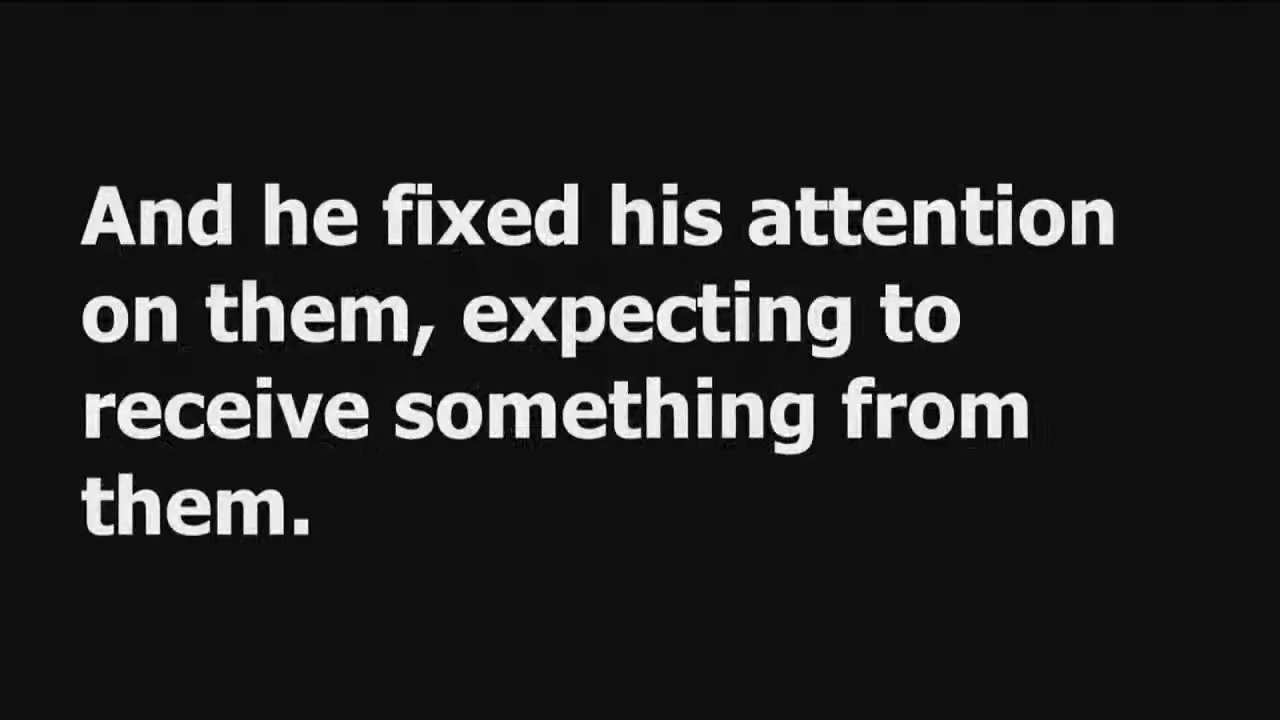 And he fixed his attention
on them, expecting to
receive something from
them.